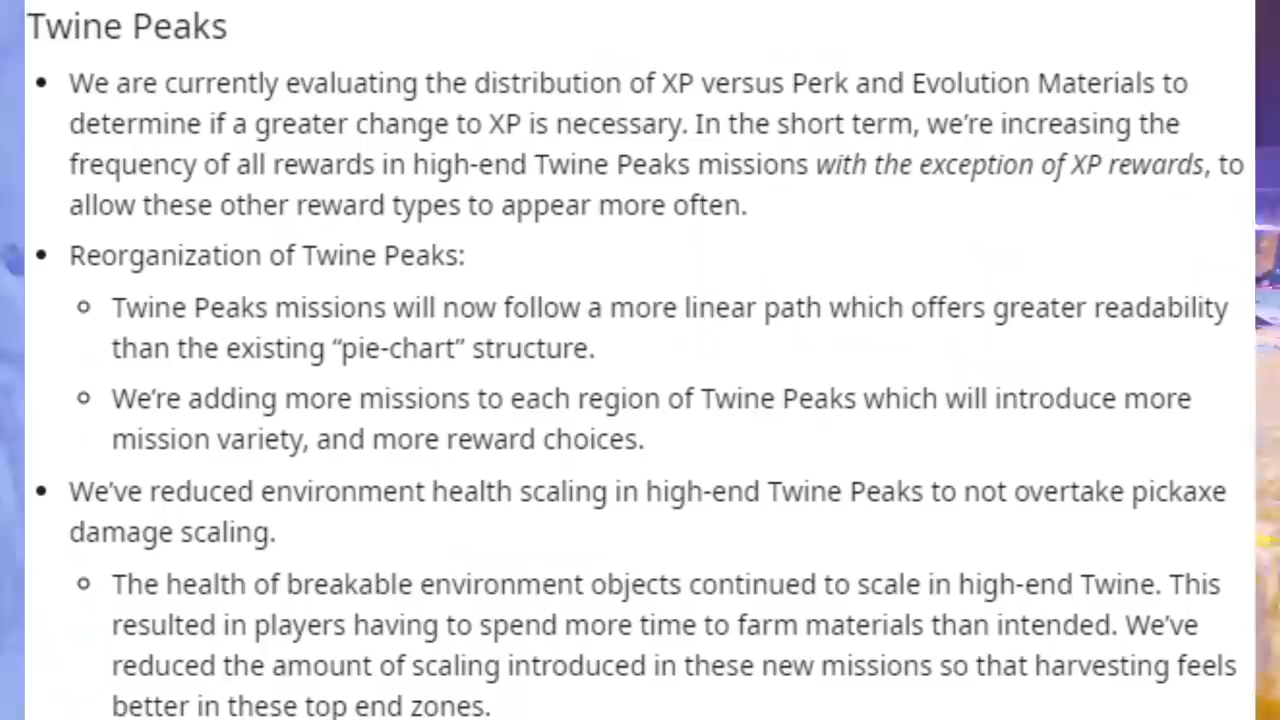 Twine Peaks
• We are currently evaluating the distribution of XP versus Perk and Evolution Materials to
determine if a greater change to XP is necessary. In the short term, we’re increasing the
frequency of all rewards in high-end Twine Peaks missions with the exception of XP rewards, to
allow these other reward types to appear more often.
• Reorganization of Twine Peaks:
○ Twine Peaks missions will now follow a more linear path which offers greater readability
than the existing “pie-chart” structure.
○ We’re adding more missions to each region of Twine Peaks which will introduce more
mission variety, and more reward choices.
• We’ve reduced environment health scaling in high-end Twine Peaks to not overtake pickaxe
damage scaling.
○ The health of breakable environment objects continued to scale in high-end Twine. This
resulted in players having to spend more time to farm materials than intended. We’ve
reduced the amount of scaling introduced in these new missions so that harvesting feels
better in these top end zones.